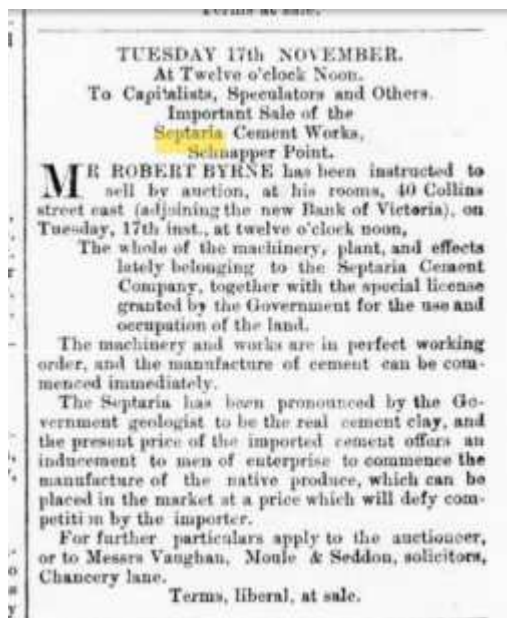 Terms at sale.
TUESDAY 17th NOVEMBER.
At Twelve o'clock Noon.
To Capitalists, Speculators and Others.
Important Sale of the
Septaria Cement Works,
Schnapper Point.
MR ROBERT BYRNE has been instructed to
sell by auction, at his rooms, 40 Collins
street east (adjoining the new Bank of Victoria), on
Tuesday, 17th inst., at twelve o'clock noon,
The whole of the machinery, plant, and effects
lately belonging to the Septaria Cement
Company, together with the special license
granted by the Government for the use and
occupation of the land.
The machinery and works are in perfect working
order, and the manufacture of cement can be com-
menced immediately.
The Septaria has been pronounced by the Go-
vernment geologist to be the real cement clay, and
the present price of the imported cement offers an
inducement to men of enterprise to commence the
manufacture of the native produce, which can be
placed in the market at a price which will defy com-
petition by the importer.
For further particulars apply to the auctioneer,
or to Messrs Vaughan, Moule & Seddon, solicitors,
Chancery lane.
Terms, liberal, at sale.